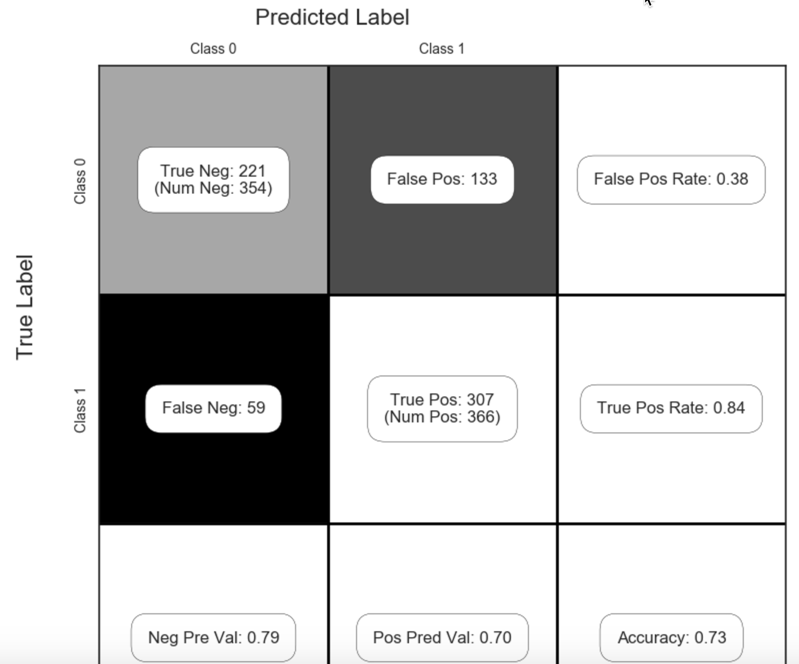 Predicted Label
Class 0
Class 1
True Label
Class 0
True Neg: 221
(Num Neg: 354)
False Pos: 133
False Pos Rate: 0.38
Class 1
False Neg: 59
True Pos: 307
(Num Pos: 366)
True Pos Rate: 0.84
Neg Pre Val: 0.79
Pos Pred Val: 0.70
Accuracy: 0.73